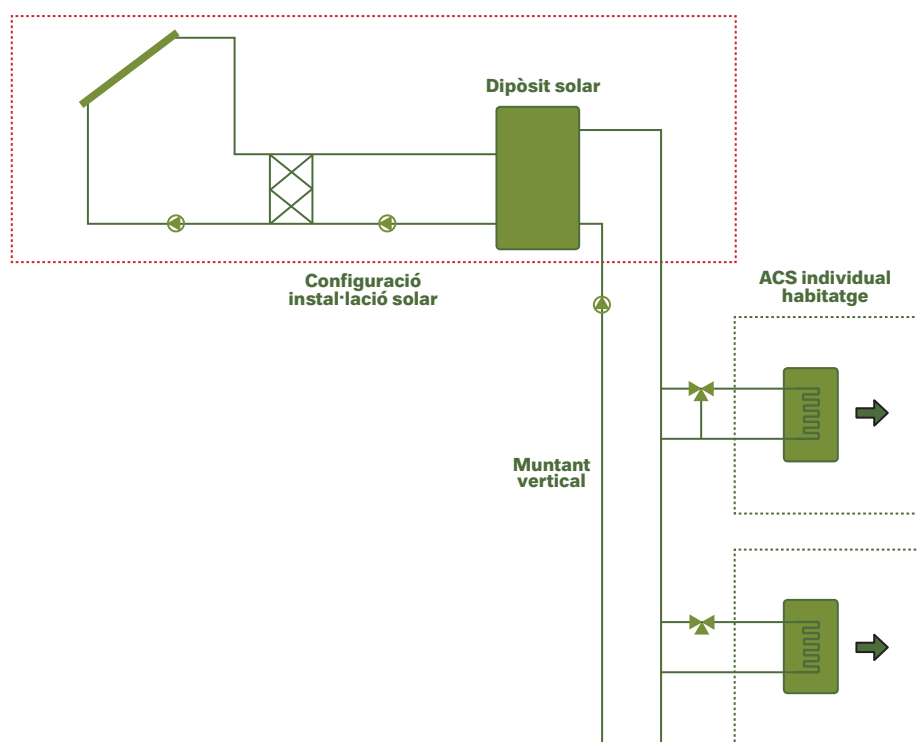 Dipòsit solar
Configuració
instal·lació solar
ACS individual
habitatge
Muntant
vertical